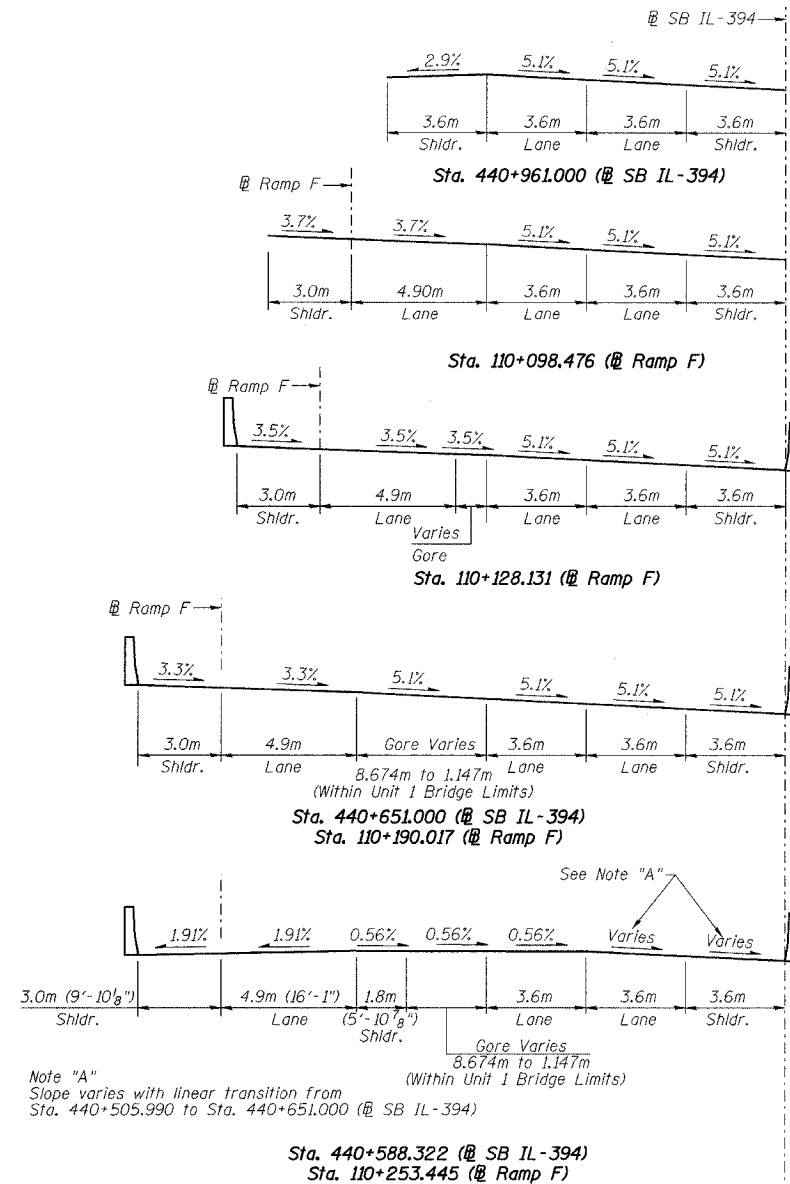 ℔ SB IL-394
2.9% 5.1% 5.1% 5.1%
3.6m 3.6m 3.6m 3.6m
Shldr. Lane Lane Shldr.
Sta. 440+961.000 (℔ SB IL-394)
℔ Ramp F
3.7% 3.7% 5.1% 5.1% 5.1%
3.0m 4.90m 3.6m 3.6m 3.6m
Shldr. Lane Lane Lane Shldr.
Sta. 110+098.476 (℔ Ramp F)
℔ Ramp F
3.5% 3.5% 3.5% 5.1% 5.1% 5.1%
3.0m 4.9m 3.6m 3.6m 3.6m
Shldr. Lane Lane Lane Shldr.
Varies
Gore
Sta. 110+128.131 (℔ Ramp F)
℔ Ramp F
3.3% 3.3% 5.1% 5.1% 5.1% 5.1%
3.0m 4.9m Gore Varies 3.6m 3.6m 3.6m
Shldr. Lane 8.674m to 1.147m Lane Lane Shldr.
(Within Unit 1 Bridge Limits)
Sta. 440+651.000 (℔ SB IL-394)
Sta. 110+190.017 (℔ Ramp F)
See Note "A"
1.91% 1.91% 0.56% 0.56% 0.56% Varies Varies
3.0m (9'-10⅛") 4.9m (16'-1") 1.8m 3.6m 3.6m 3.6m
Shldr. Lane (5'-10⅞") Lane Lane Shldr.
Shldr.
Gore Varies
8.674m to 1.147m
(Within Unit 1 Bridge Limits)
Note "A"
Slope varies with linear transition from
Sta. 440+505.990 to Sta. 440+651.000 (℔ SB IL-394)
Sta. 440+588.322 (℔ SB IL-394)
Sta. 110+253.445 (℔ Ramp F)